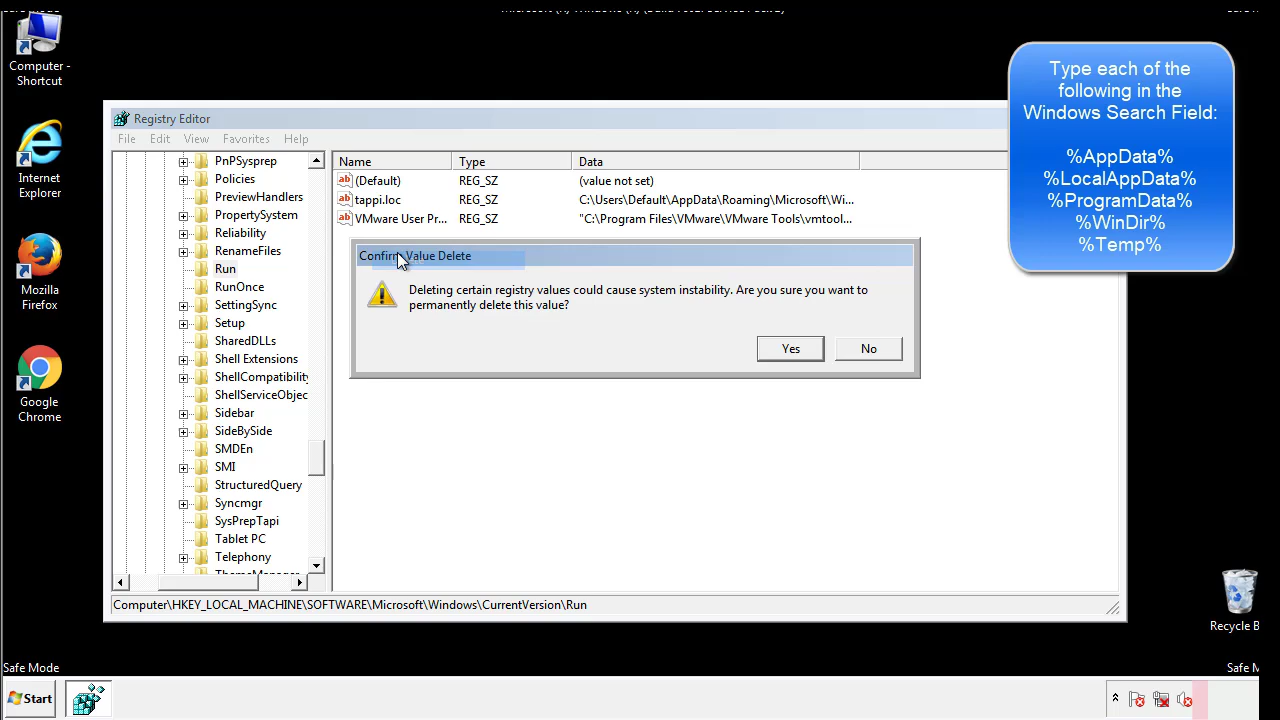 Computer -
Shortcut
Internet
Explorer
Mozilla
Firefox
Google
Chrome
Type each of the
following in the
Windows Search Field:
%AppData%
%LocalAppData%
%ProgramData%
%WinDir%
%Temp%
Registry Editor
File Edit View Favorites Help
PnPSysprep
Policies
PreviewHandlers
PropertySystem
Reliability
RenameFiles
Run
RunOnce
SettingSync
Setup
SharedDLLs
Shell Extensions
ShellCompatibility
ShellServiceObjec
Sidebar
SideBySide
SMDEn
SMI
StructuredQuery
Syncmgr
SysPrepTapi
Tablet PC
Telephony
ThemeManager
Name Type Data
(Default) REG_SZ (value not set)
tappi.loc REG_SZ C:\Users\Default\AppData\Roaming\Microsoft\Wi...
VMware User Pr... REG_SZ "C:\Program Files\VMware\VMware Tools\vmtool...
Confirm Value Delete
Deleting certain registry values could cause system instability. Are you sure you want to
permanently delete this value?
Yes No
Computer\HKEY_LOCAL_MACHINE\SOFTWARE\Microsoft\Windows\CurrentVersion\Run
Recycle B
Safe Mode
Safe M
Start